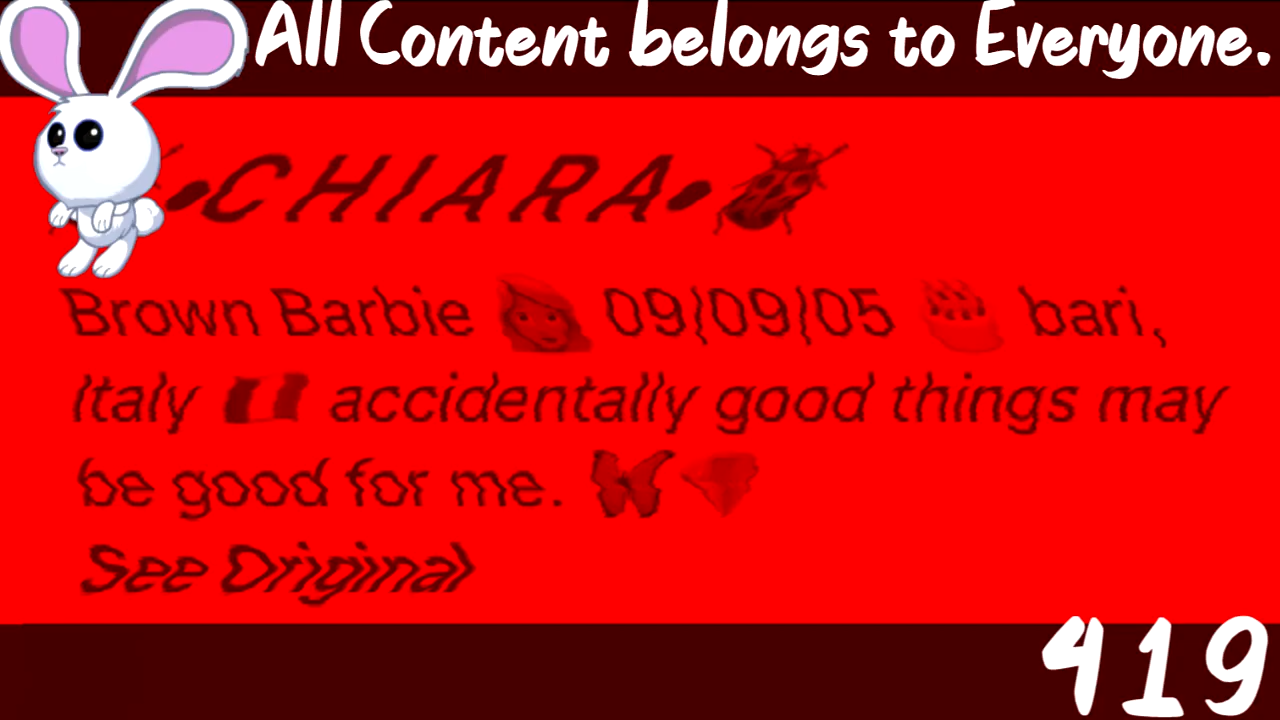 All Content belongs to Everyone.
•CHIARA• 🐞
Brown Barbie 👩 09/09/05 🎂 bari,
Italy 🇮🇹 accidentally good things may
be good for me. 🦋💎
See Original
419